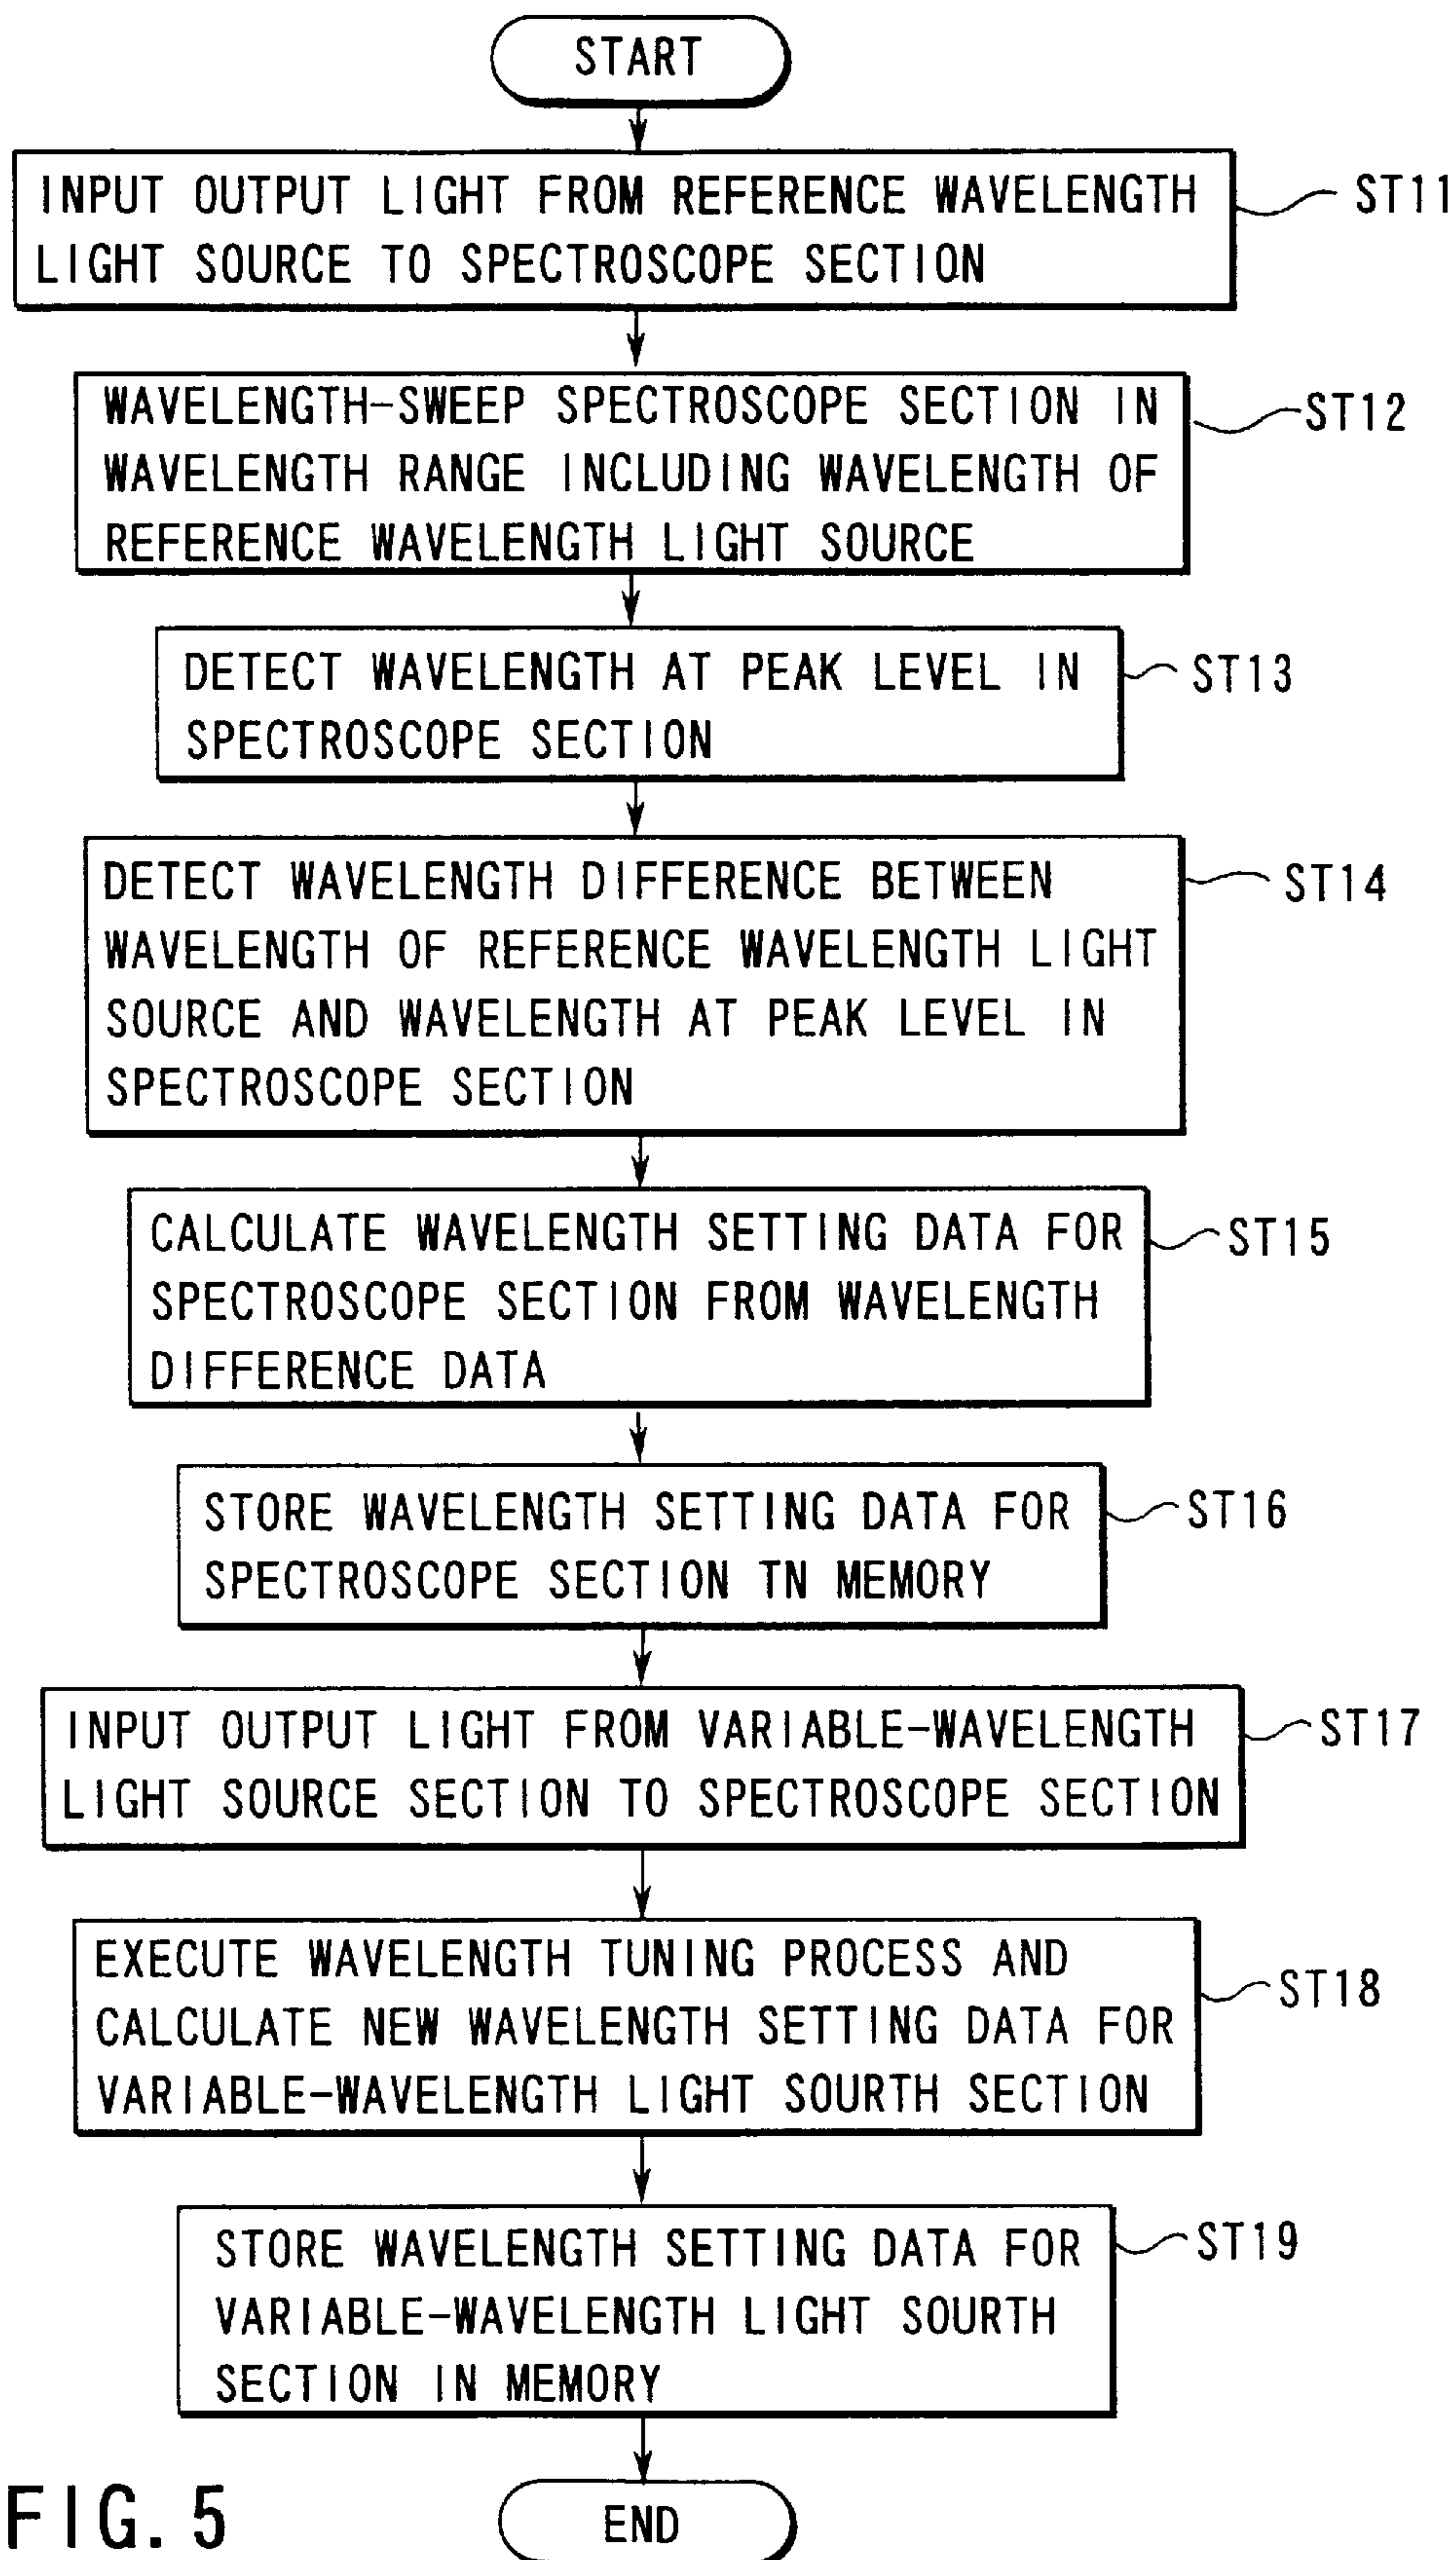 START
INPUT OUTPUT LIGHT FROM REFERENCE WAVELENGTH
LIGHT SOURCE TO SPECTROSCOPE SECTION
ST11
WAVELENGTH-SWEEP SPECTROSCOPE SECTION IN
WAVELENGTH RANGE INCLUDING WAVELENGTH OF
REFERENCE WAVELENGTH LIGHT SOURCE
ST12
DETECT WAVELENGTH AT PEAK LEVEL IN
SPECTROSCOPE SECTION
ST13
DETECT WAVELENGTH DIFFERENCE BETWEEN
WAVELENGTH OF REFERENCE WAVELENGTH LIGHT
SOURCE AND WAVELENGTH AT PEAK LEVEL IN
SPECTROSCOPE SECTION
ST14
CALCULATE WAVELENGTH SETTING DATA FOR
SPECTROSCOPE SECTION FROM WAVELENGTH
DIFFERENCE DATA
ST15
STORE WAVELENGTH SETTING DATA FOR
SPECTROSCOPE SECTION TN MEMORY
ST16
INPUT OUTPUT LIGHT FROM VARIABLE-WAVELENGTH
LIGHT SOURCE SECTION TO SPECTROSCOPE SECTION
ST17
EXECUTE WAVELENGTH TUNING PROCESS AND
CALCULATE NEW WAVELENGTH SETTING DATA FOR
VARIABLE-WAVELENGTH LIGHT SOURTH SECTION
ST18
STORE WAVELENGTH SETTING DATA FOR
VARIABLE-WAVELENGTH LIGHT SOURTH
SECTION IN MEMORY
ST19
END
FIG. 5